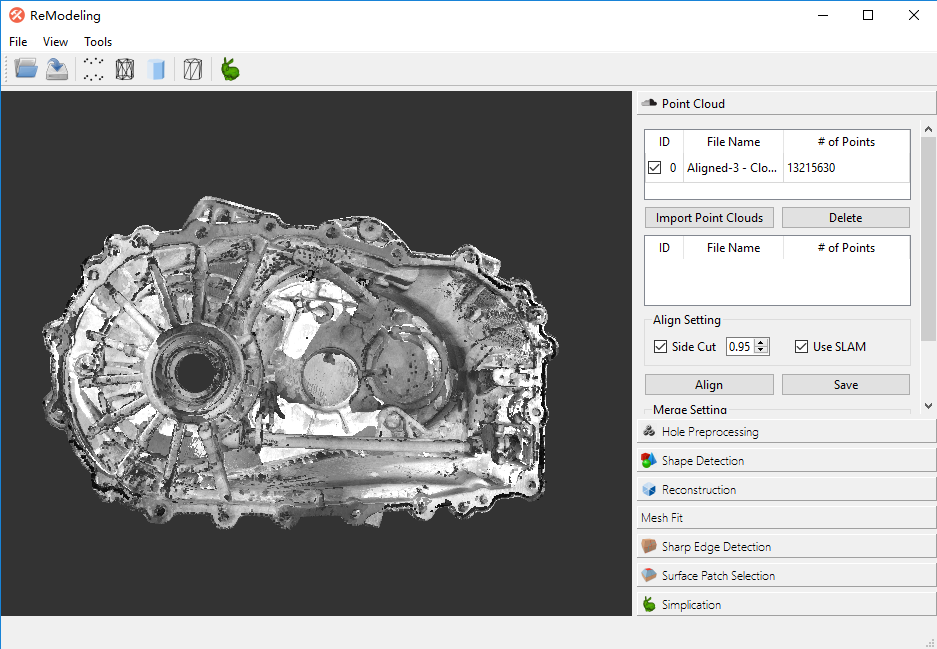 ReModeling
File View Tools
Point Cloud
ID File Name # of Points
0 Aligned-3 - Clo... 13215630
Import Point Clouds Delete
ID File Name # of Points
Align Setting
Side Cut 0.95 Use SLAM
Align Save
Merge Setting
Hole Preprocessing
Shape Detection
Reconstruction
Mesh Fit
Sharp Edge Detection
Surface Patch Selection
Simplication